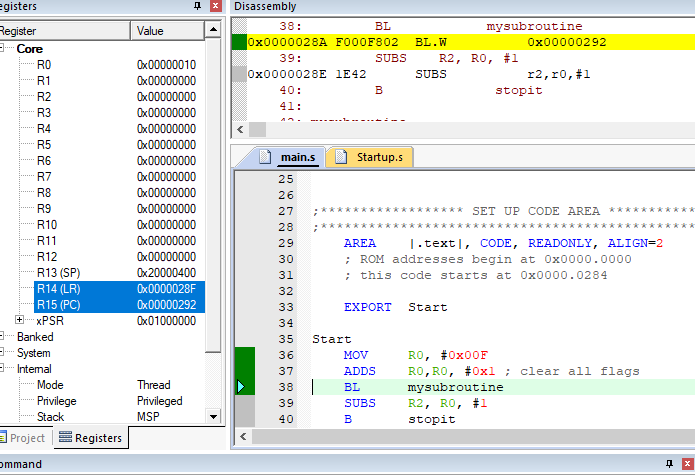 egisters
Register Value
Core
R0 0x00000010
R1 0x00000000
R2 0x00000000
R3 0x00000000
R4 0x00000000
R5 0x00000000
R6 0x00000000
R7 0x00000000
R8 0x00000000
R9 0x00000000
R10 0x00000000
R11 0x00000000
R12 0x00000000
R13 (SP) 0x20000400
R14 (LR) 0x0000028F
R15 (PC) 0x00000292
xPSR 0x01000000
Banked
System
Internal
Mode Thread
Privilege Privileged
Stack MSP
Project Registers
ommand
Disassembly
38: BL mysubroutine
0x0000028A F000F802 BL.W 0x00000292
39: SUBS R2, R0, #1
0x0000028E 1E42 SUBS r2,r0,#1
40: B stopit
41:
42: mysubroutine
main.s Startup.s
25
26
27 ;****************** SET UP CODE AREA ***********
28 ;***********************************************
29 AREA |.text|, CODE, READONLY, ALIGN=2
30 ; ROM addresses begin at 0x0000.0000
31 ; this code starts at 0x0000.0284
32
33 EXPORT Start
34
35 Start
36 MOV R0, #0x00F
37 ADDS R0,R0, #0x1 ; clear all flags
38 BL mysubroutine
39 SUBS R2, R0, #1
40 B stopit